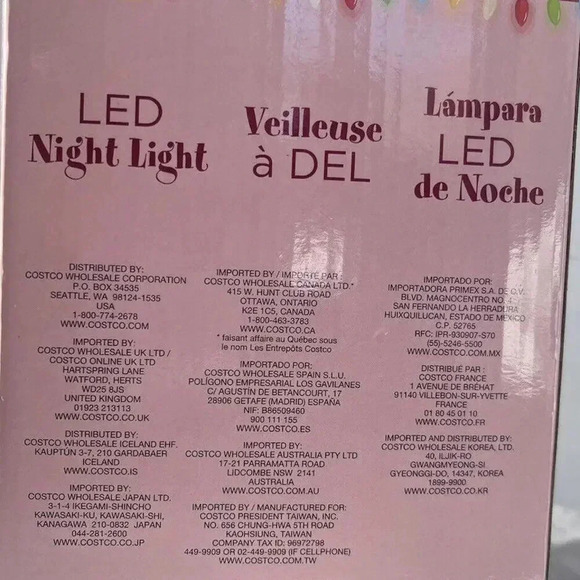 LED
Night Light
Veilleuse
à DEL
Lámpara
LED
de Noche
DISTRIBUTED BY:
COSTCO WHOLESALE CORPORATION
P.O. BOX 34535
SEATTLE, WA 98124-1535
USA
1-800-774-2678
WWW.COSTCO.COM
IMPORTED BY:
COSTCO WHOLESALE UK LTD /
COSTCO ONLINE UK LTD
HARTSPRING LANE
WATFORD, HERTS
WD25 8JS
UNITED KINGDOM
01923 213113
WWW.COSTCO.CO.UK
DISTRIBUTED BY:
COSTCO WHOLESALE ICELAND EHF.
KAUPTÚN 3-7, 210 GARDABAER
ICELAND
WWW.COSTCO.IS
IMPORTED BY:
COSTCO WHOLESALE JAPAN LTD.
3-1-4 IKEGAMI-SHINCHO
KAWASAKI-KU, KAWASAKI-SHI,
KANAGAWA 210-0832 JAPAN
044-281-2600
WWW.COSTCO.CO.JP
IMPORTED BY / IMPORTÉ PAR :
COSTCO WHOLESALE CANADA LTD.*
415 W. HUNT CLUB ROAD
OTTAWA, ONTARIO
K2E 1C5, CANADA
1-800-463-3783
WWW.COSTCO.CA
* faisant affaire au Québec sous
le nom Les Entrepôts Costco
IMPORTADO POR:
COSTCO WHOLESALE SPAIN S.L.U.
POLÍGONO EMPRESARIAL LOS GAVILANES
C/ AGUSTÍN DE BETANCOURT, 17
28906 GETAFE (MADRID) ESPAÑA
NIF: B86509460
900 111 155
WWW.COSTCO.ES
IMPORTED BY:
COSTCO WHOLESALE AUSTRALIA PTY LTD
17-21 PARRAMATTA ROAD
LIDCOMBE NSW 2141
AUSTRALIA
WWW.COSTCO.COM.AU
IMPORTED BY / MANUFACTURED FOR:
COSTCO PRESIDENT TAIWAN, INC.
NO. 656 CHUNG-HWA 5TH ROAD
KAOHSIUNG, TAIWAN
COMPANY TAX ID: 96972798
449-9909 OR 02-449-9909 (IF CELLPHONE)
WWW.COSTCO.COM.TW
IMPORTADO POR:
IMPORTADORA PRIMEX S.A. DE C.V.
BLVD. MAGNOCENTRO NO. 4
SAN FERNANDO LA HERRADURA
HUIXQUILUCAN, ESTADO DE MÉXICO
C.P. 52765
RFC: IPR-930907-S70
(55)-5246-5500
WWW.COSTCO.COM.MX
DISTRIBUÉ PAR :
COSTCO FRANCE
1 AVENUE DE BRÉHAT
91140 VILLEBON-SUR-YVETTE
FRANCE
01 80 45 01 10
WWW.COSTCO.FR
IMPORTED AND DISTRIBUTED BY:
COSTCO WHOLESALE KOREA, LTD.
40, ILJIK-RO
GWANGMYEONG-SI
GYEONGGI-DO, 14347, KOREA
1899-9900
WWW.COSTCO.CO.KR